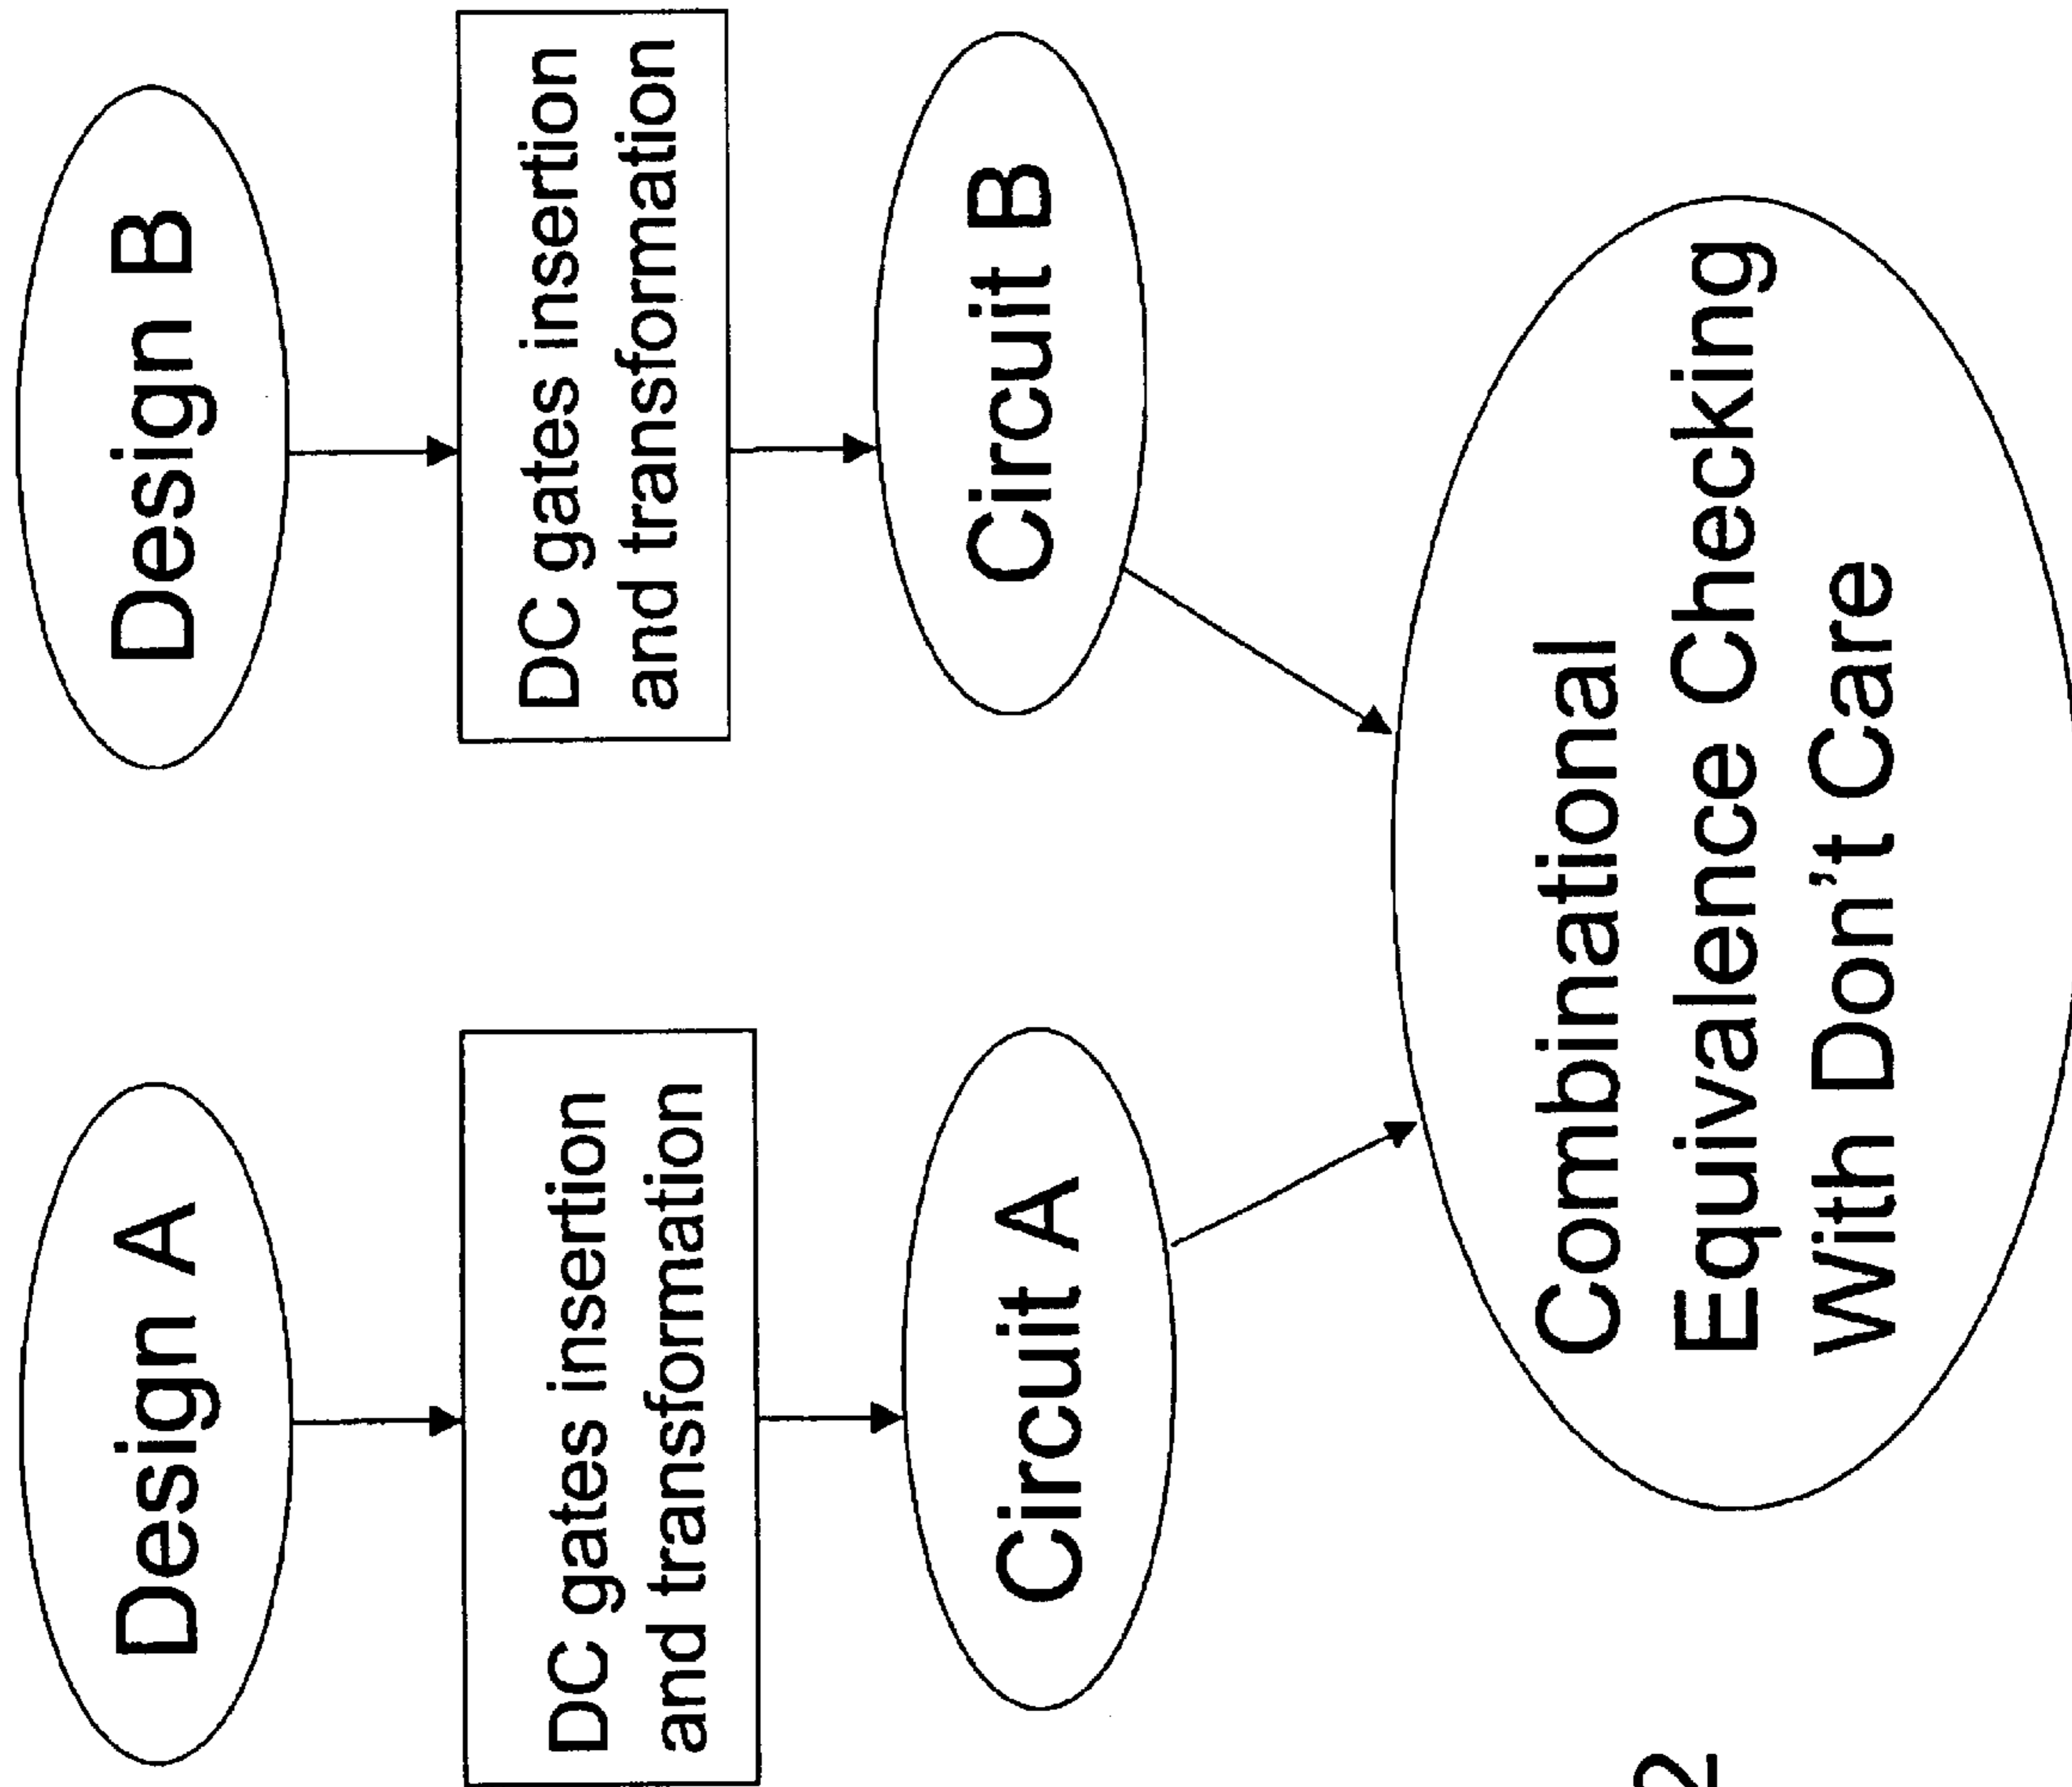 Design A
DC gates insertion
and transformation
Circuit A
Design B
DC gates insertion
and transformation
Circuit B
Combinational
Equivalence Checking
With Don't Care
2